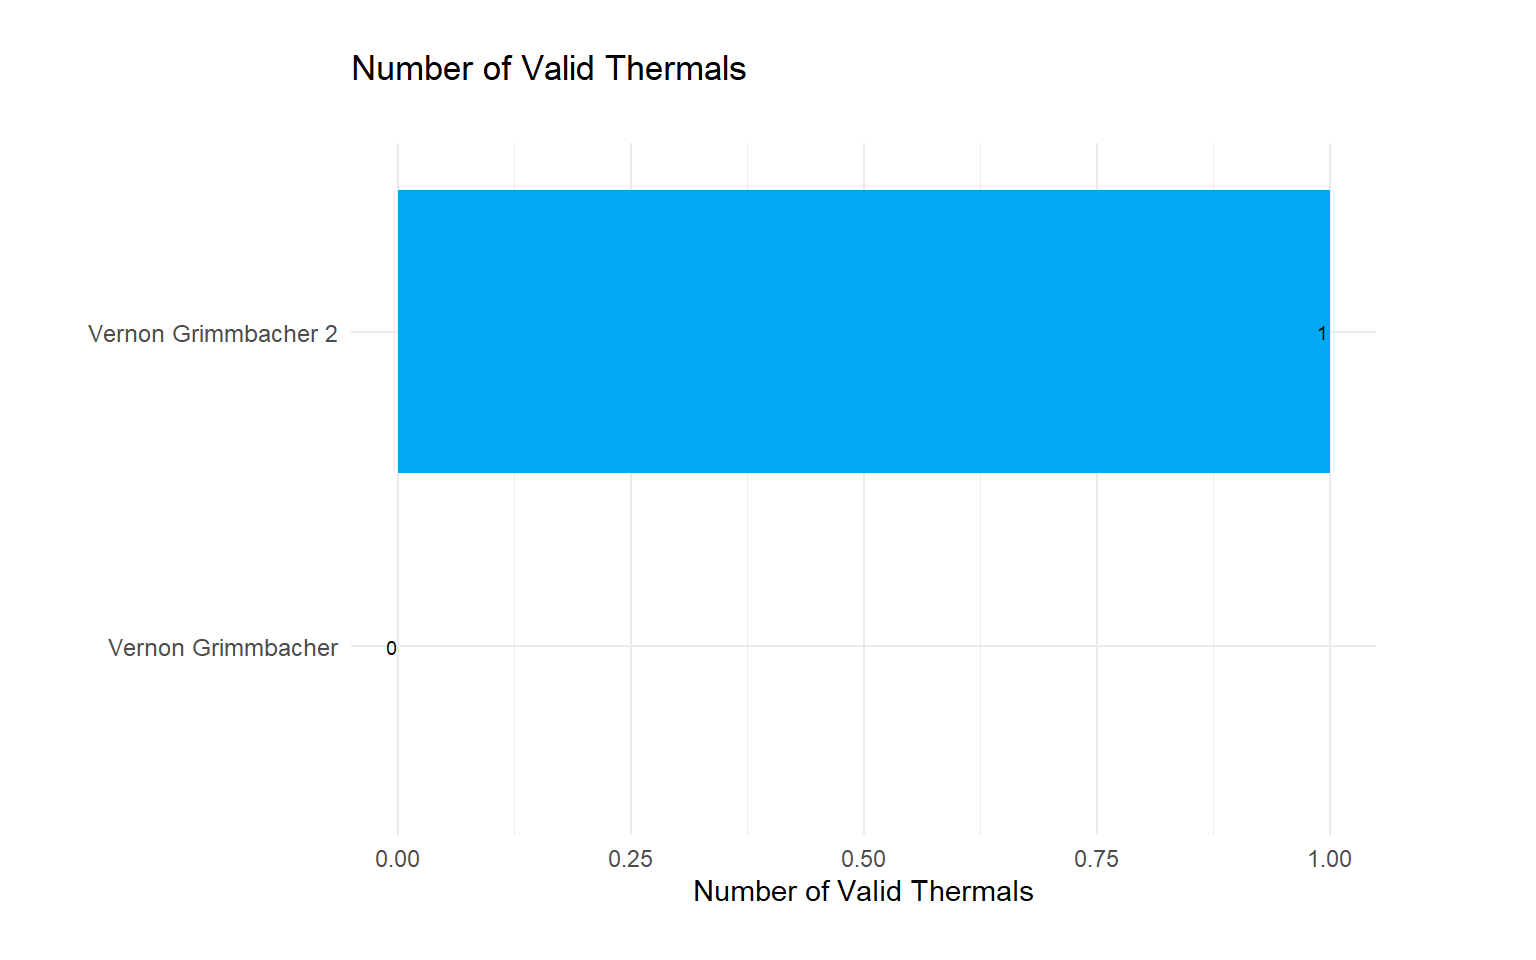 Number of Valid Thermals
Vernon Grimmbacher 2
1
Vernon Grimmbacher
0
0.00 0.25 0.50 0.75 1.00
Number of Valid Thermals